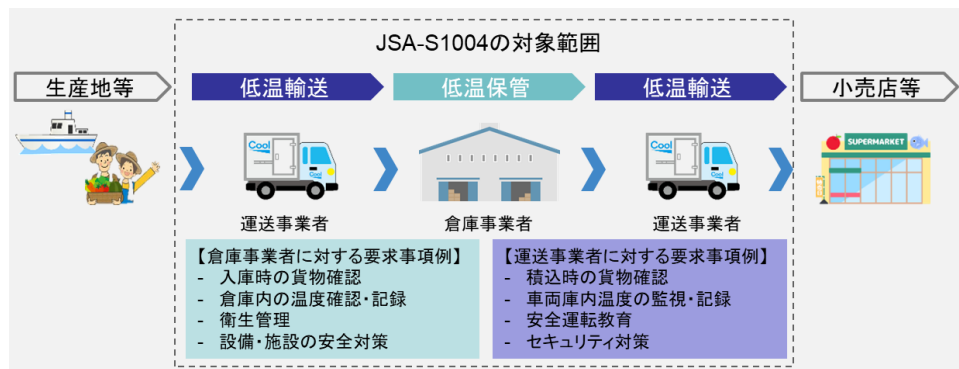 JSA-S1004の対象範囲
生産地等
低温輸送
低温保管
低温輸送
小売店等
Cool
Cool
SUPERMARKET
Cool
Cool
運送事業者
倉庫事業者
運送事業者
【倉庫事業者に対する要求事項例】
- 入庫時の貨物確認
- 倉庫内の温度確認・記録
- 衛生管理
- 設備・施設の安全対策
【運送事業者に対する要求事項例】
- 積込時の貨物確認
- 車両庫内温度の監視・記録
- 安全運転教育
- セキュリティ対策